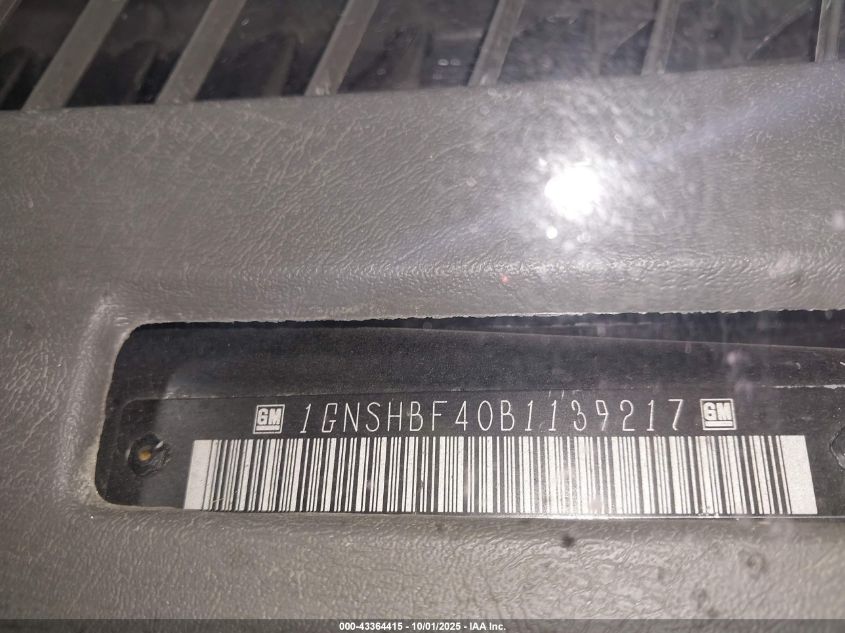 GM 1GNSHBF40B1139217 GM
000-43364415 - 10/01/2025 - IAA Inc.